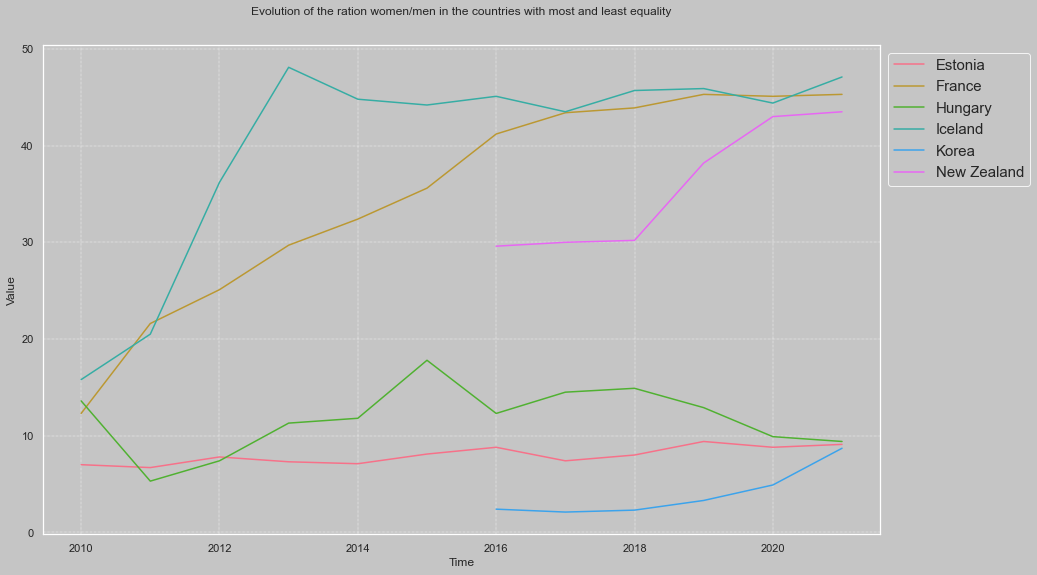 Evolution of the ration women/men in the countries with most and least equality
50
40
30
20
10
0
Value
2010 2012 2014 2016 2018 2020
Time
Estonia
France
Hungary
Iceland
Korea
New Zealand